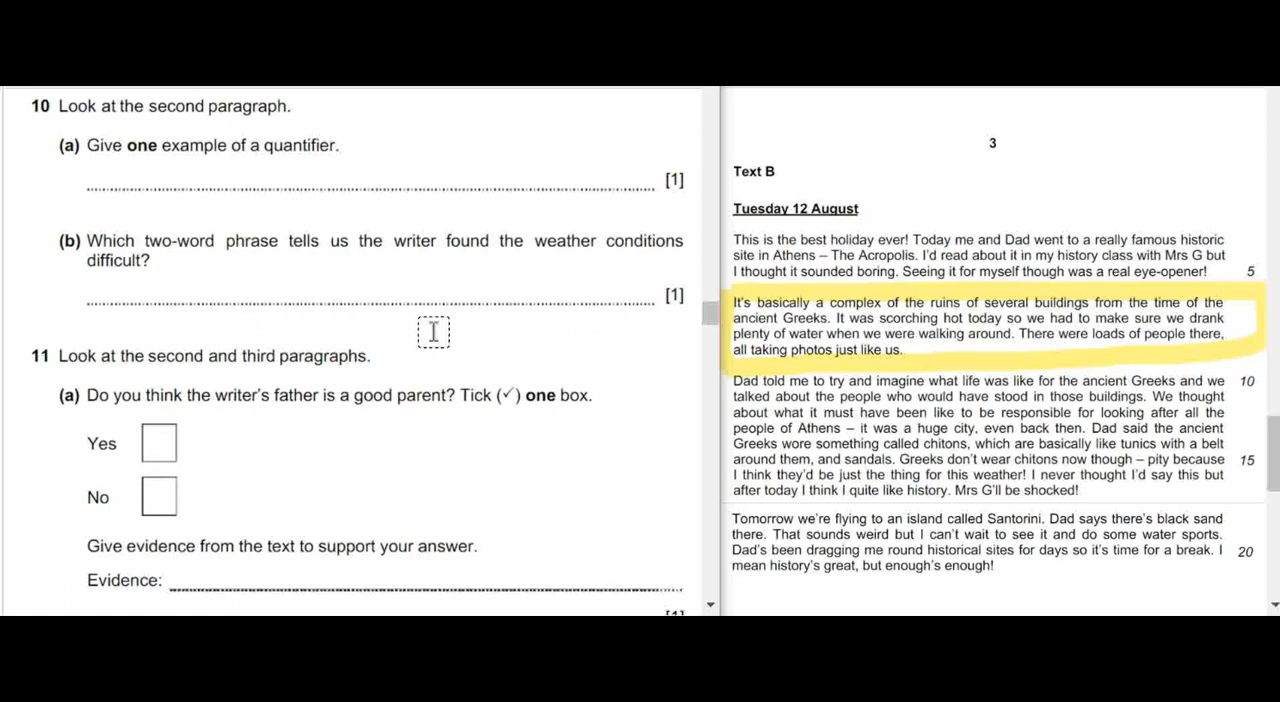 10 Look at the second paragraph.
(a) Give one example of a quantifier.
[1]
(b) Which two-word phrase tells us the writer found the weather conditions
difficult?
[1]
11 Look at the second and third paragraphs.
(a) Do you think the writer's father is a good parent? Tick (✓) one box.
Yes
No
Give evidence from the text to support your answer.
Evidence:
3
Text B
Tuesday 12 August
This is the best holiday ever! Today me and Dad went to a really famous historic
site in Athens – The Acropolis. I'd read about it in my history class with Mrs G but
I thought it sounded boring. Seeing it for myself though was a real eye-opener! 5
It's basically a complex of the ruins of several buildings from the time of the
ancient Greeks. It was scorching hot today so we had to make sure we drank
plenty of water when we were walking around. There were loads of people there,
all taking photos just like us.
Dad told me to try and imagine what life was like for the ancient Greeks and we 10
talked about the people who would have stood in those buildings. We thought
about what it must have been like to be responsible for looking after all the
people of Athens – it was a huge city, even back then. Dad said the ancient
Greeks wore something called chitons, which are basically like tunics with a belt
around them, and sandals. Greeks don't wear chitons now though – pity because 15
I think they'd be just the thing for this weather! I never thought I'd say this but
after today I think I quite like history. Mrs G'll be shocked!
Tomorrow we're flying to an island called Santorini. Dad says there's black sand
there. That sounds weird but I can't wait to see it and do some water sports.
Dad's been dragging me round historical sites for days so it's time for a break. I 20
mean history's great, but enough's enough!